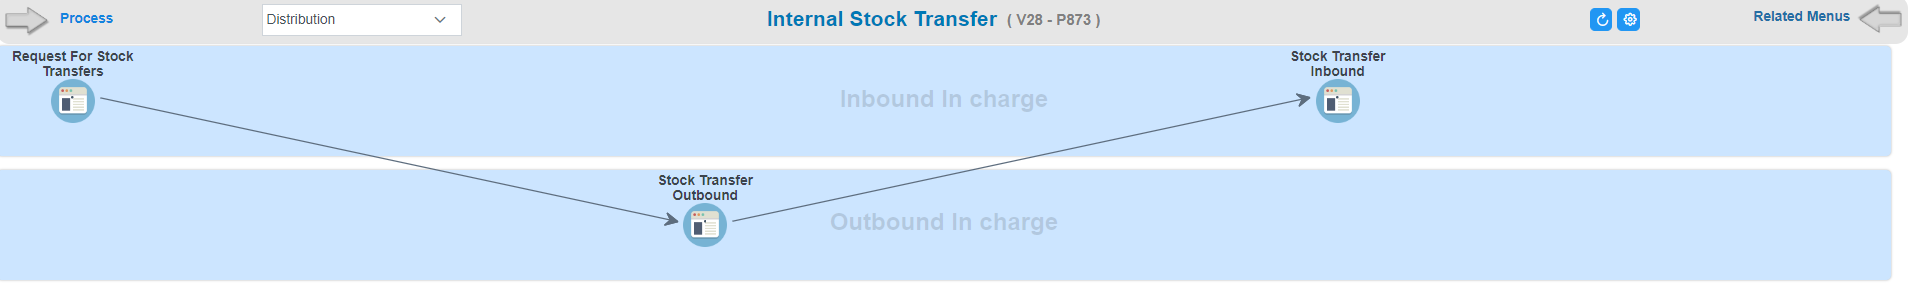 Process
Distribution
Internal Stock Transfer ( V28 - P873 )
Related Menus
Request For Stock
Transfers
Stock Transfer
Inbound
Inbound In charge
Stock Transfer
Outbound
Outbound In charge